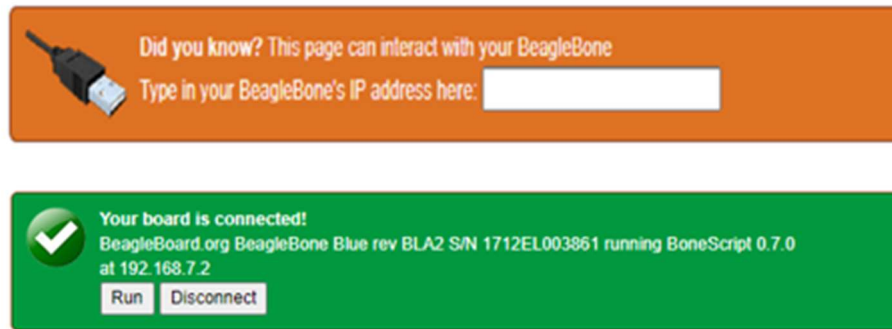 Did you know? This page can interact with your BeagleBone
Type in your BeagleBone's IP address here:
Your board is connected!
BeagleBoard.org BeagleBone Blue rev BLA2 S/N 1712EL003861 running BoneScript 0.7.0
at 192.168.7.2
Run Disconnect